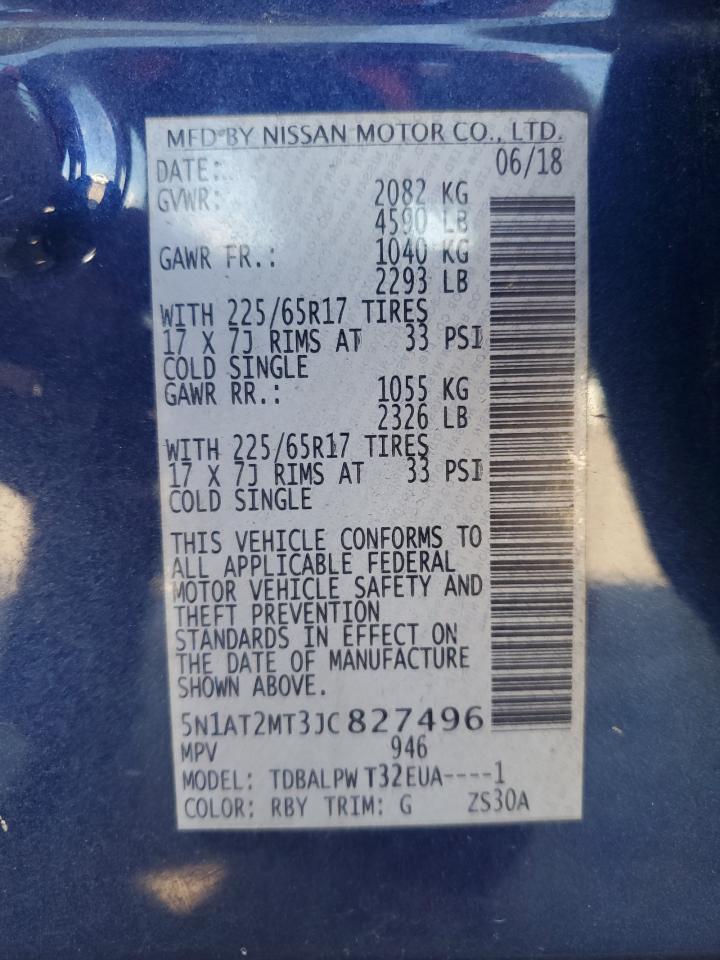 MFD BY NISSAN MOTOR CO., LTD.
DATE: 06/18
GVWR: 2082 KG
4590 LB
GAWR FR.: 1040 KG
2293 LB
WITH 225/65R17 TIRES
17 X 7J RIMS AT 33 PSI
COLD SINGLE
GAWR RR.: 1055 KG
2326 LB
WITH 225/65R17 TIRES
17 X 7J RIMS AT 33 PSI
COLD SINGLE
THIS VEHICLE CONFORMS TO
ALL APPLICABLE FEDERAL
MOTOR VEHICLE SAFETY AND
THEFT PREVENTION
STANDARDS IN EFFECT ON
THE DATE OF MANUFACTURE
SHOWN ABOVE.
5N1AT2MT3JC827496
MPV 946
MODEL: TDBALPW T32EUA----1
COLOR: RBY TRIM: G ZS30A